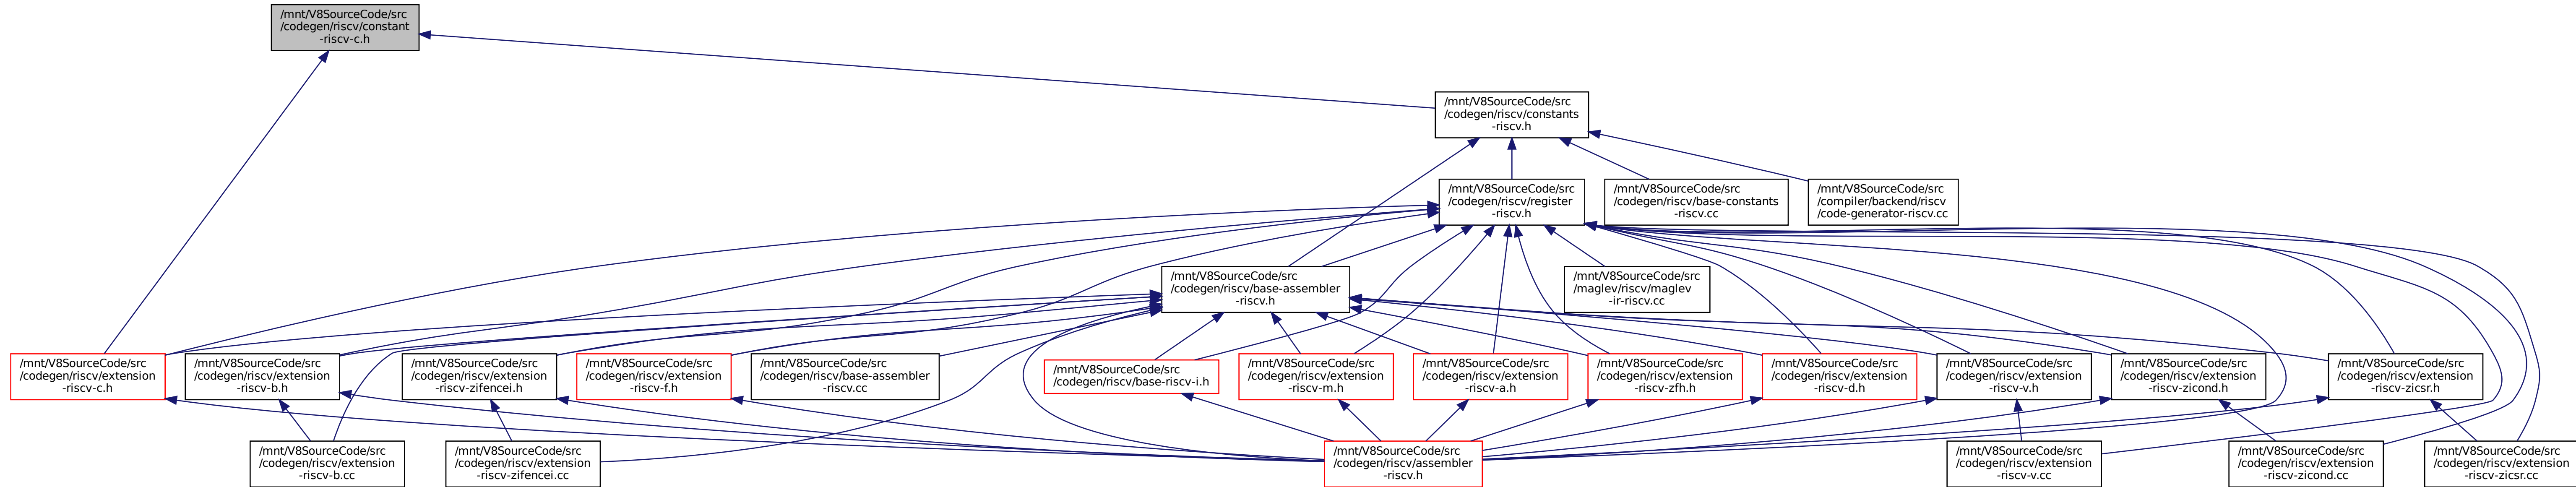 /mnt/V8SourceCode/src
/codegen/riscv/constant
-riscv-c.h
/mnt/V8SourceCode/src
/codegen/riscv/constants
-riscv.h
/mnt/V8SourceCode/src
/codegen/riscv/register
-riscv.h
/mnt/V8SourceCode/src
/codegen/riscv/base-constants
-riscv.cc
/mnt/V8SourceCode/src
/compiler/backend/riscv
/code-generator-riscv.cc
/mnt/V8SourceCode/src
/codegen/riscv/base-assembler
-riscv.h
/mnt/V8SourceCode/src
/maglev/riscv/maglev
-ir-riscv.cc
/mnt/V8SourceCode/src
/codegen/riscv/extension
-riscv-c.h
/mnt/V8SourceCode/src
/codegen/riscv/extension
-riscv-b.h
/mnt/V8SourceCode/src
/codegen/riscv/extension
-riscv-zifencei.h
/mnt/V8SourceCode/src
/codegen/riscv/extension
-riscv-f.h
/mnt/V8SourceCode/src
/codegen/riscv/base-assembler
-riscv.cc
/mnt/V8SourceCode/src
/codegen/riscv/base-riscv-i.h
/mnt/V8SourceCode/src
/codegen/riscv/extension
-riscv-m.h
/mnt/V8SourceCode/src
/codegen/riscv/extension
-riscv-a.h
/mnt/V8SourceCode/src
/codegen/riscv/extension
-riscv-zfh.h
/mnt/V8SourceCode/src
/codegen/riscv/extension
-riscv-d.h
/mnt/V8SourceCode/src
/codegen/riscv/extension
-riscv-v.h
/mnt/V8SourceCode/src
/codegen/riscv/extension
-riscv-zicond.h
/mnt/V8SourceCode/src
/codegen/riscv/extension
-riscv-zicsr.h
/mnt/V8SourceCode/src
/codegen/riscv/extension
-riscv-b.cc
/mnt/V8SourceCode/src
/codegen/riscv/extension
-riscv-zifencei.cc
/mnt/V8SourceCode/src
/codegen/riscv/assembler
-riscv.h
/mnt/V8SourceCode/src
/codegen/riscv/extension
-riscv-v.cc
/mnt/V8SourceCode/src
/codegen/riscv/extension
-riscv-zicond.cc
/mnt/V8SourceCode/src
/codegen/riscv/extension
-riscv-zicsr.cc